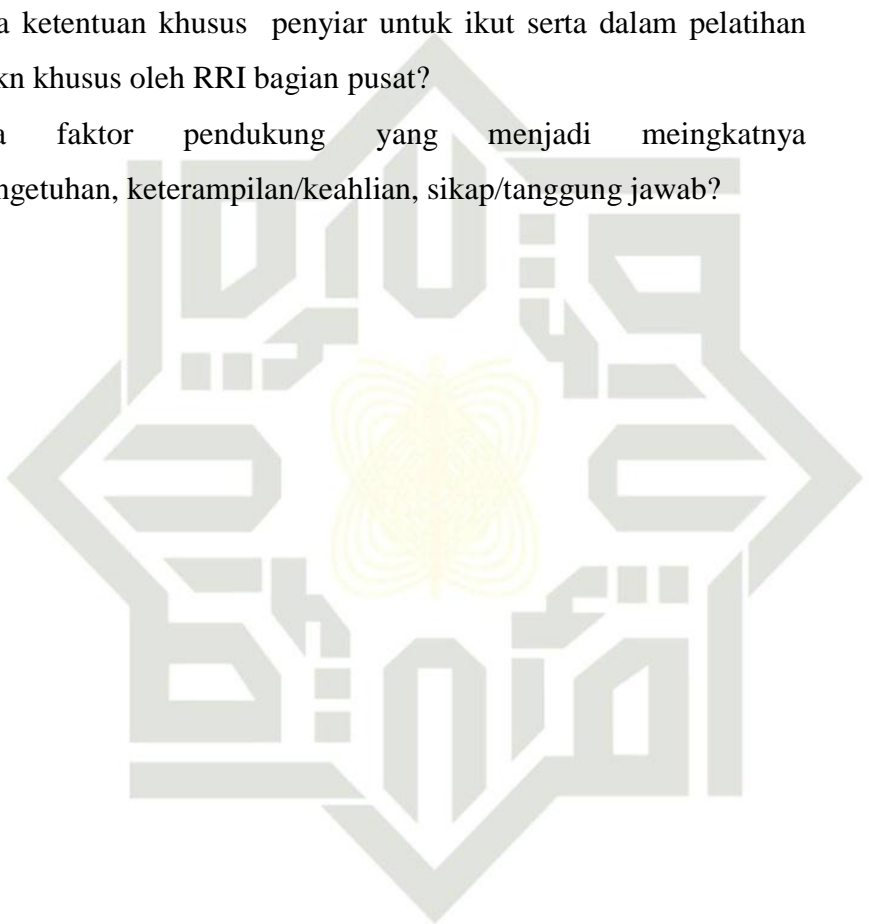 a ketentuan khusus penyiar untuk ikut serta dalam pelatihan
kn khusus oleh RRI bagian pusat?
a faktor pendukung yang menjadi meingkatnya
ngetuhan, keterampilan/keahlian, sikap/tanggung jawab?